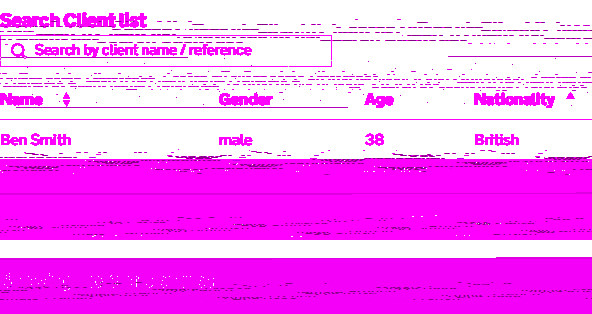 Search Client list
Search by client name / reference
Name Gender Age Nationality
Ben Smith male 38 British